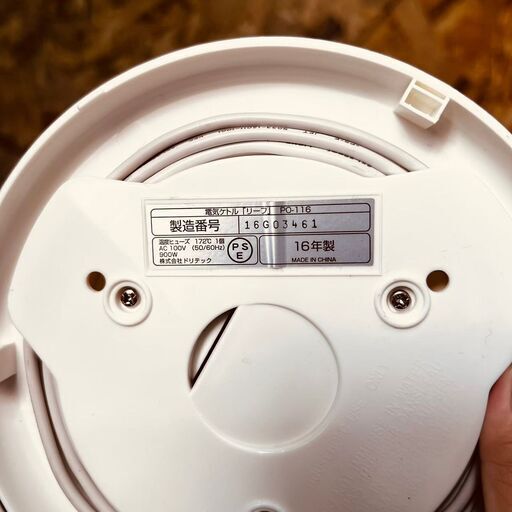 電気ケトル「リーフ」 PO-116
製造番号 16G03461
温度ヒューズ 172℃ 1個
AC 100V (50/60Hz)
900W
株式会社ドリテック
PS
E
16年製
MADE IN CHINA